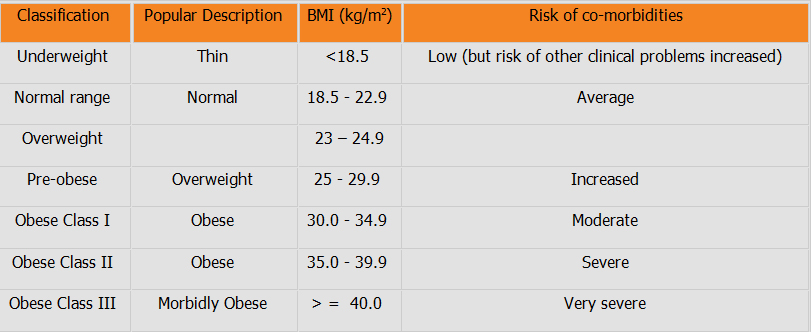 Classification Popular Description BMI (kg/m²) Risk of co-morbidities
Underweight Thin <18.5 Low (but risk of other clinical problems increased)
Normal range Normal 18.5 - 22.9 Average
Overweight 23 – 24.9
Pre-obese Overweight 25 - 29.9 Increased
Obese Class I Obese 30.0 - 34.9 Moderate
Obese Class II Obese 35.0 - 39.9 Severe
Obese Class III Morbidly Obese > = 40.0 Very severe